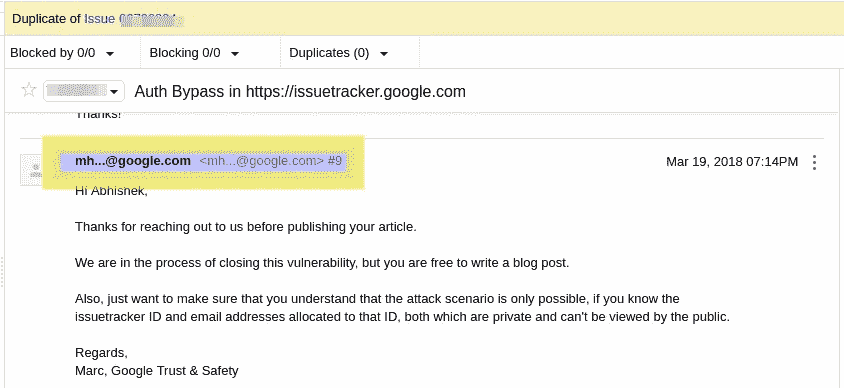 Duplicate of Issue
Blocked by 0/0 Blocking 0/0 Duplicates (0)
Auth Bypass in https://issuetracker.google.com
Thanks!
mh...@google.com <mh...@google.com> #9 Mar 19, 2018 07:14PM
Hi Abhishek,
Thanks for reaching out to us before publishing your article.
We are in the process of closing this vulnerability, but you are free to write a blog post.
Also, just want to make sure that you understand that the attack scenario is only possible, if you know the
issuetracker ID and email addresses allocated to that ID, both which are private and can't be viewed by the public.
Regards,
Marc, Google Trust & Safety